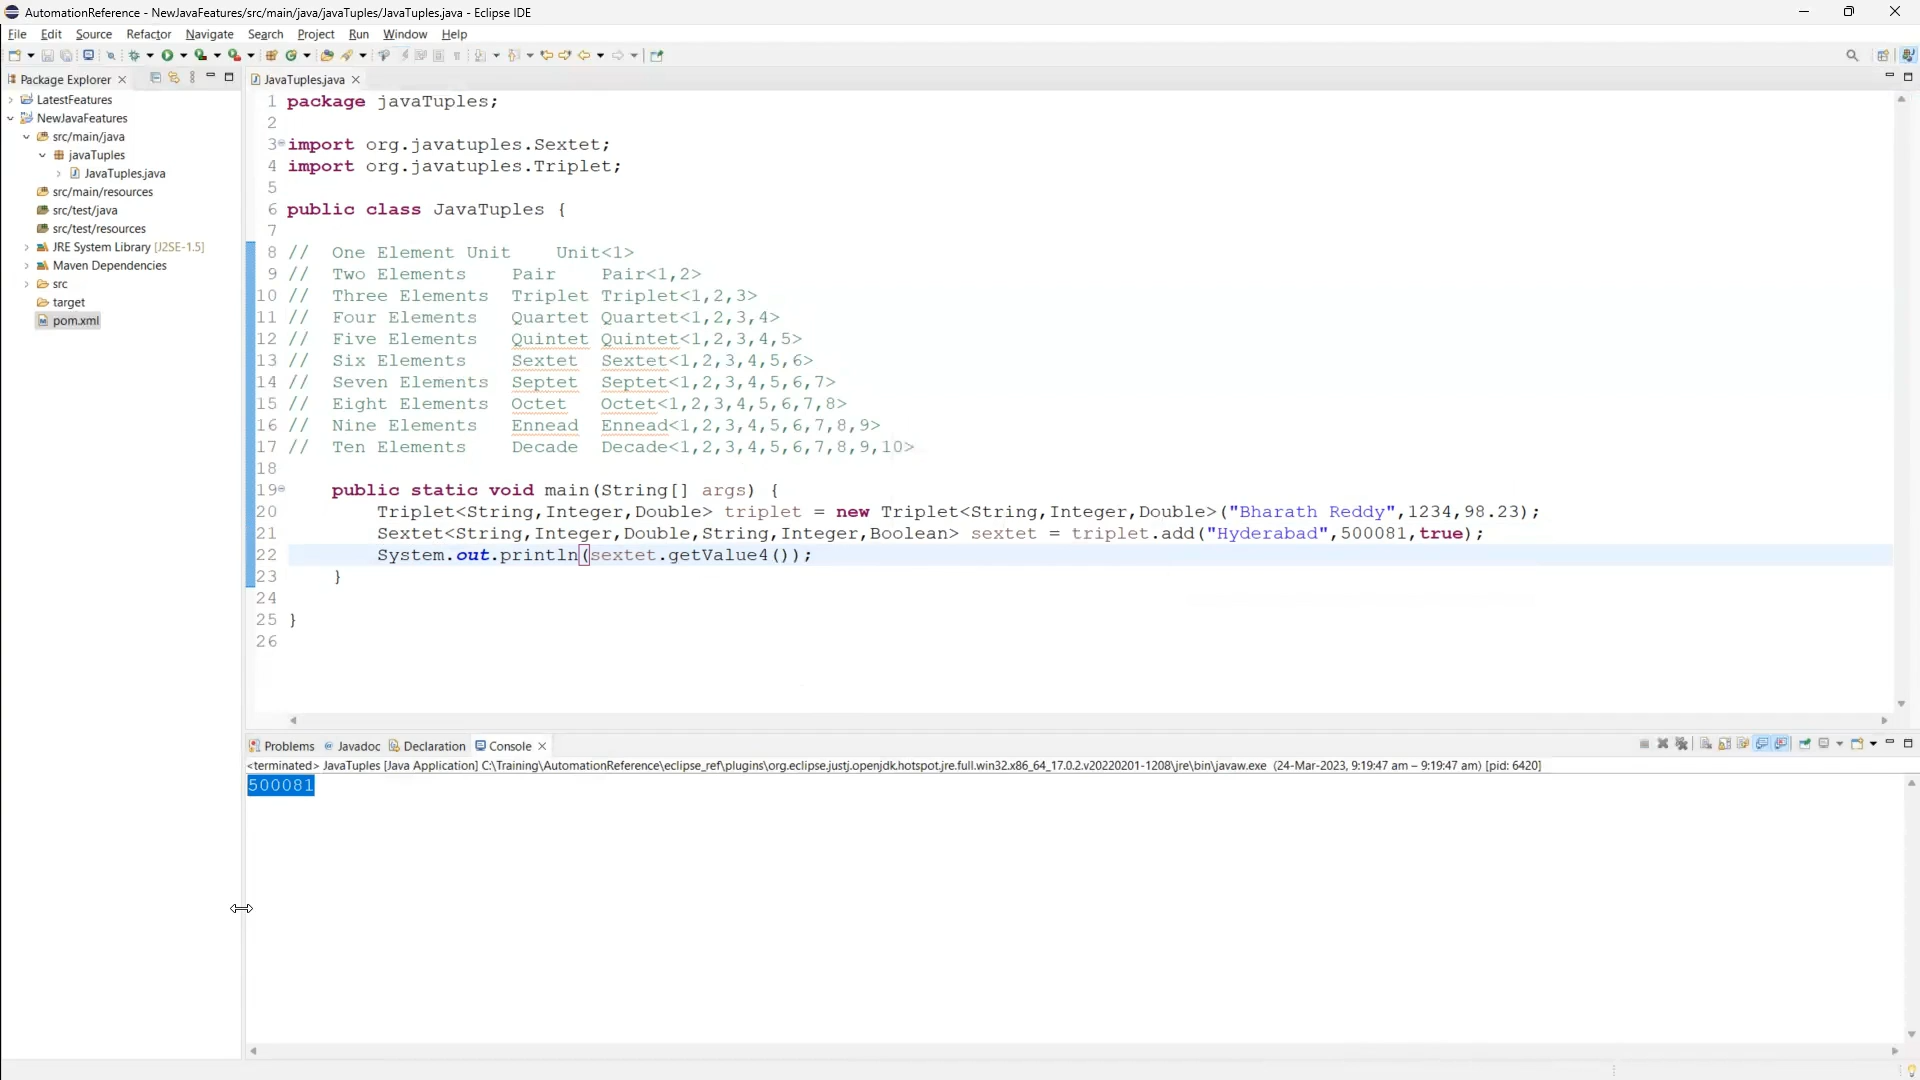 AutomationReference - NewJavaFeatures/src/main/java/javaTuples/JavaTuples.java - Eclipse IDE
File Edit Source Refactor Navigate Search Project Run Window Help
Package Explorer
LatestFeatures
NewJavaFeatures
src/main/java
javaTuples
JavaTuples.java
src/main/resources
src/test/java
src/test/resources
JRE System Library [J2SE-1.5]
Maven Dependencies
src
target
pom.xml
JavaTuples.java
1 package javaTuples;
2
3 import org.javatuples.Sextet;
4 import org.javatuples.Triplet;
5
6 public class JavaTuples {
7
8 // One Element Unit Unit<1>
9 // Two Elements Pair Pair<1,2>
10 // Three Elements Triplet Triplet<1,2,3>
11 // Four Elements Quartet Quartet<1,2,3,4>
12 // Five Elements Quintet Quintet<1,2,3,4,5>
13 // Six Elements Sextet Sextet<1,2,3,4,5,6>
14 // Seven Elements Septet Septet<1,2,3,4,5,6,7>
15 // Eight Elements Octet Octet<1,2,3,4,5,6,7,8>
16 // Nine Elements Ennead Ennead<1,2,3,4,5,6,7,8,9>
17 // Ten Elements Decade Decade<1,2,3,4,5,6,7,8,9,10>
18
19 public static void main(String[] args) {
20 Triplet<String,Integer,Double> triplet = new Triplet<String,Integer,Double>("Bharath Reddy",1234,98.23);
21 Sextet<String,Integer,Double,String,Integer,Boolean> sextet = triplet.add("Hyderabad",500081,true);
22 System.out.println(sextet.getValue4());
23 }
24
25 }
26
Problems Javadoc Declaration Console
<terminated> JavaTuples [Java Application] C:\Training\AutomationReference\eclipse_ref\plugins\org.eclipse.justj.openjdk.hotspot.jre.full.win32.x86_64_17.0.2.v20220201-1208\jre\bin\javaw.exe (24-Mar-2023, 9:19:47 am – 9:19:47 am) [pid: 6420]
500081